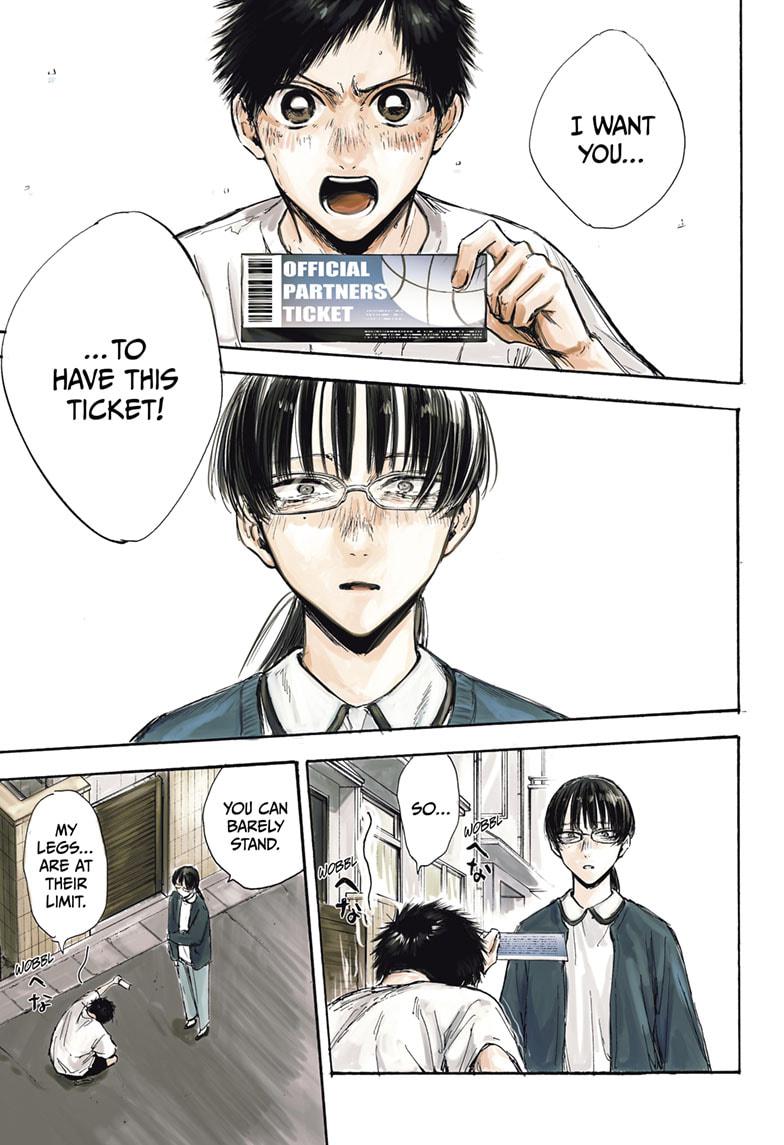 I WANT
YOU...
OFFICIAL
PARTNERS
TICKET
...TO
HAVE THIS
TICKET!
SO...
WOBBL
へな
WOBBL
へな
YOU CAN
BARELY
STAND.
MY
LEGS...
ARE AT
THEIR
LIMIT.
WOBBL
へな